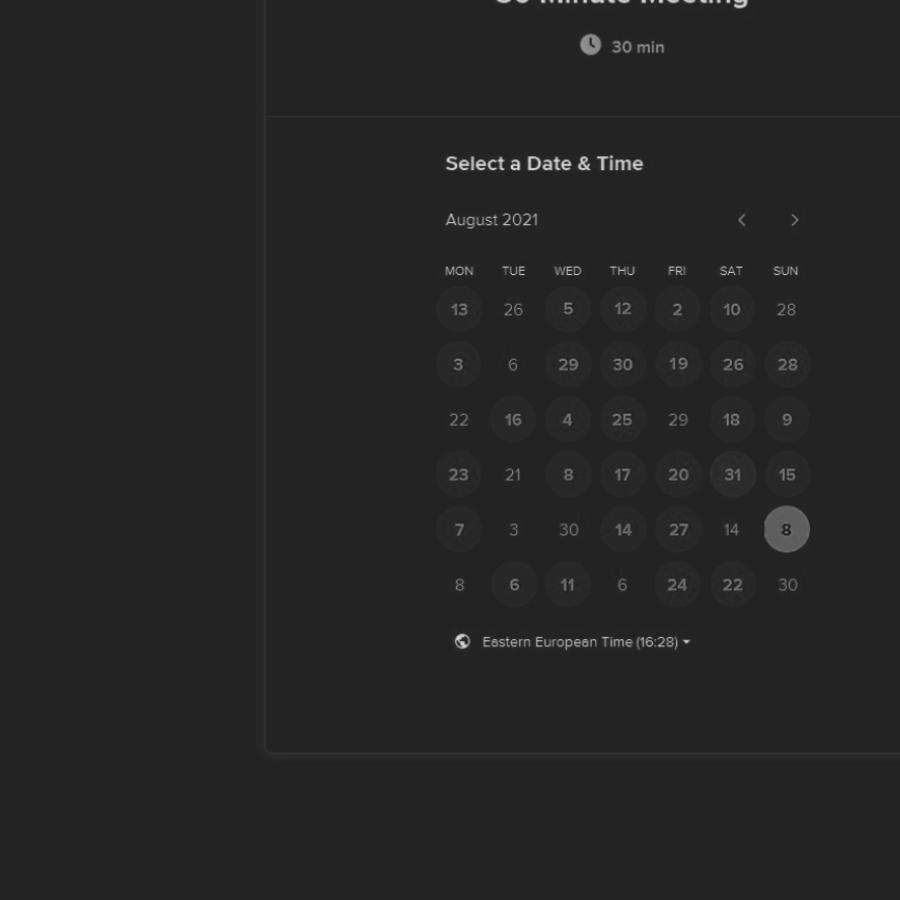 30 min
Select a Date & Time
August 2021
MON TUE WED THU FRI SAT SUN
13 26 5 12 2 10 28
3 6 29 30 19 26 28
22 16 4 25 29 18 9
23 21 8 17 20 31 15
7 3 30 14 27 14 8
8 6 11 6 24 22 30
Eastern European Time (16:28)